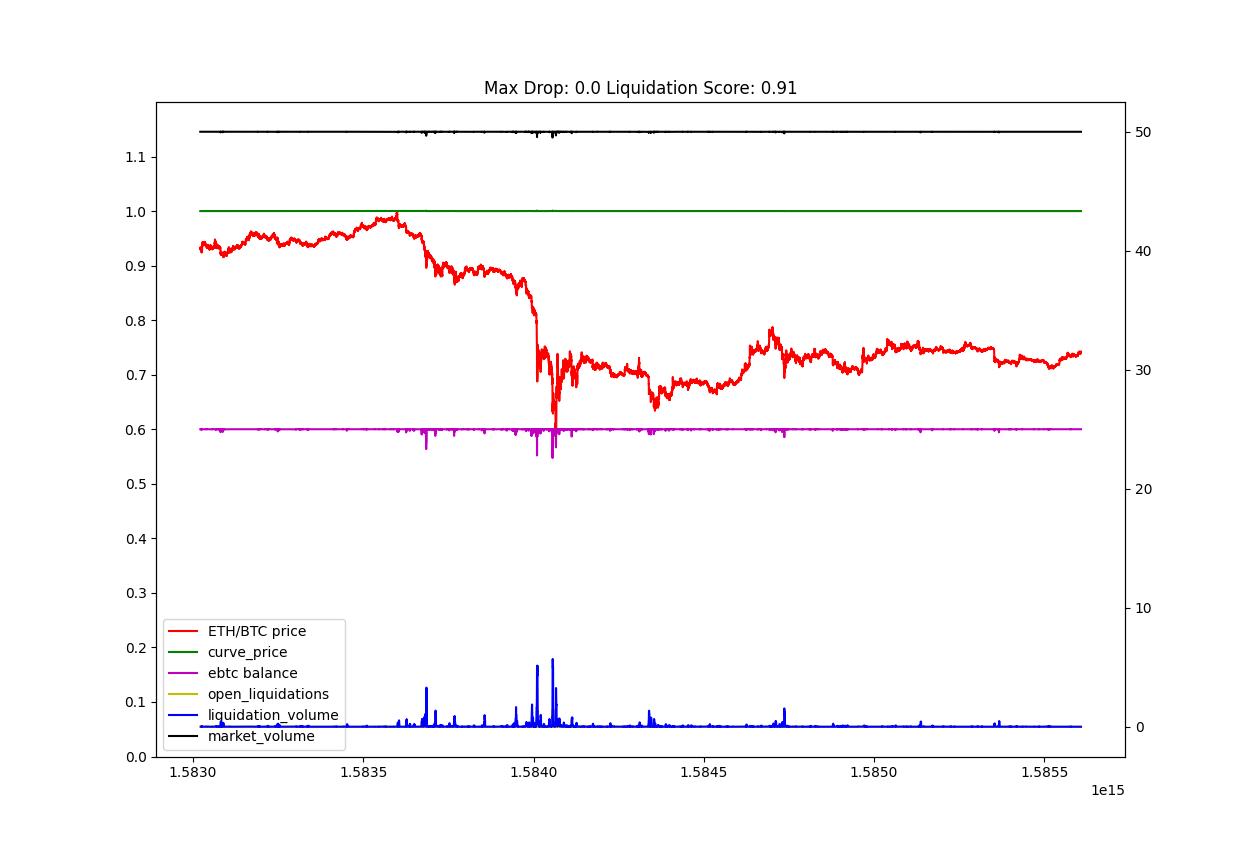 Max Drop: 0.0 Liquidation Score: 0.91
1.1
1.0
0.9
0.8
0.7
0.6
0.5
0.4
0.3
0.2
0.1
0.0
50
40
30
20
10
0
ETH/BTC price
curve_price
ebtc balance
open_liquidations
liquidation_volume
market_volume
1.5830 1.5835 1.5840 1.5845 1.5850 1.5855
1e15